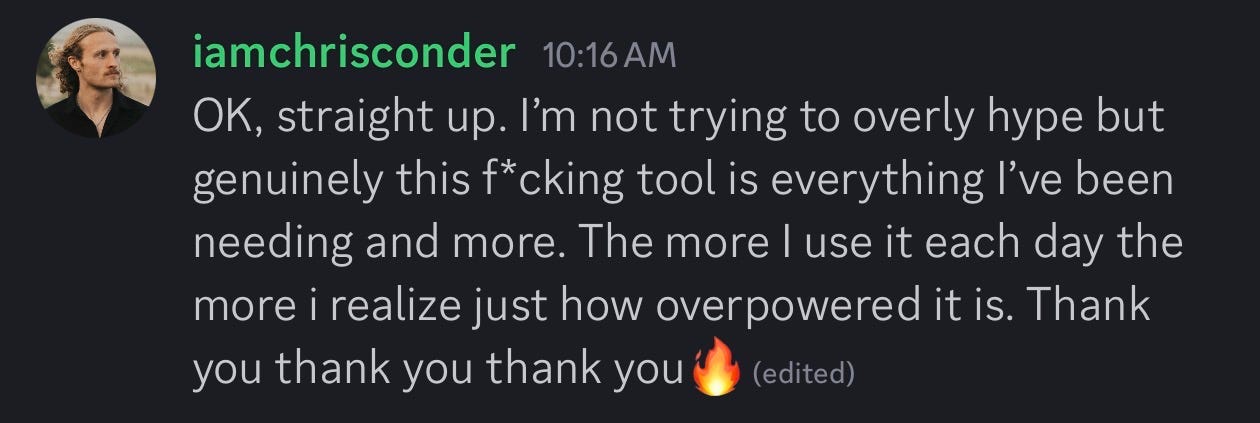 iamchrisconder 10:16 AM
OK, straight up. I’m not trying to overly hype but
genuinely this f*cking tool is everything I’ve been
needing and more. The more I use it each day the
more i realize just how overpowered it is. Thank
you thank you thank you🔥 (edited)